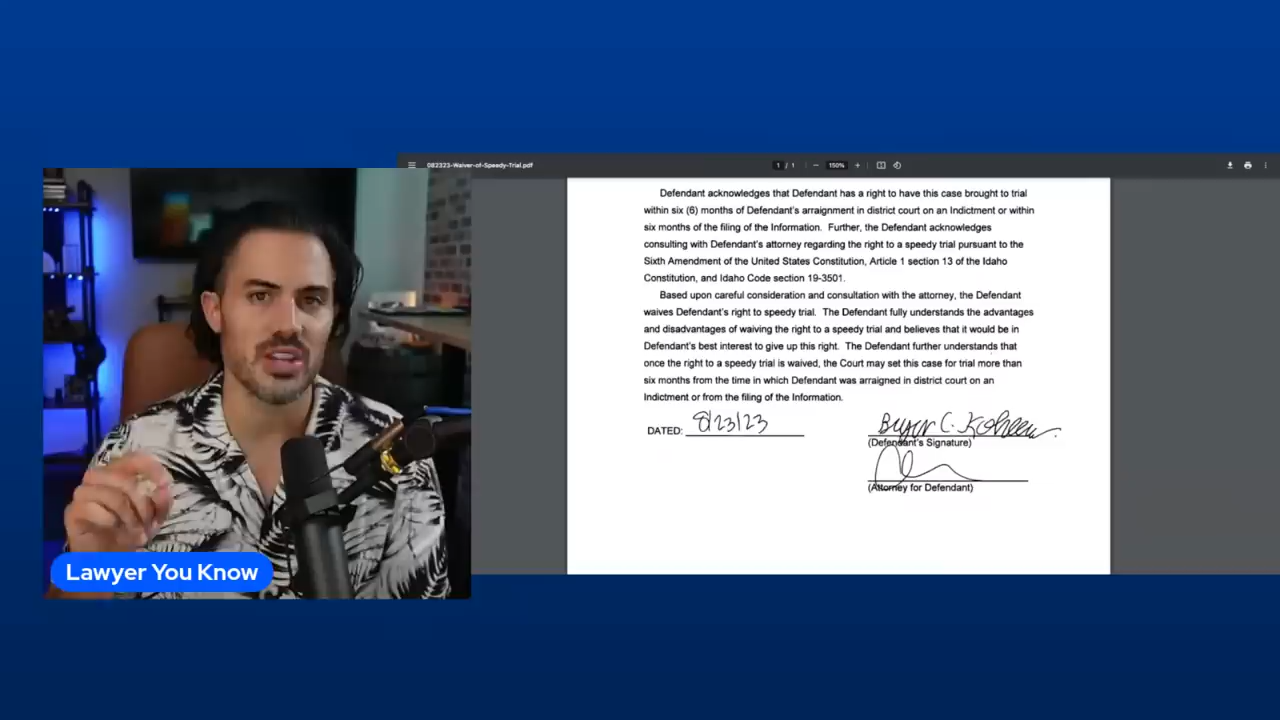 082323-Waiver-of-Speedy-Trial.pdf
1 / 1
150%
Defendant acknowledges that Defendant has a right to have this case brought to trial
within six (6) months of Defendant's arraignment in district court on an Indictment or within
six months of the filing of the Information. Further, the Defendant acknowledges
consulting with Defendant's attorney regarding the right to a speedy trial pursuant to the
Sixth Amendment of the United States Constitution, Article 1 section 13 of the Idaho
Constitution, and Idaho Code section 19-3501.
Based upon careful consideration and consultation with the attorney, the Defendant
waives Defendant's right to speedy trial. The Defendant fully understands the advantages
and disadvantages of waiving the right to a speedy trial and believes that it would be in
Defendant's best interest to give up this right. The Defendant further understands that
once the right to a speedy trial is waived, the Court may set this case for trial more than
six months from the time in which Defendant was arraigned in district court on an
Indictment or from the filing of the Information.
DATED: 8/23/23
(Defendant's Signature)
(Attorney for Defendant)
Lawyer You Know